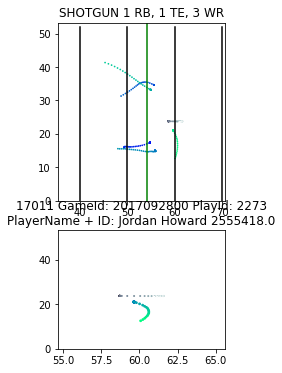 SHOTGUN 1 RB, 1 TE, 3 WR
50
40
30
20
10
0
40 50 60 70
17011 GameId: 2017092800 PlayId: 2273
PlayerName + ID: Jordan Howard 2555418.0
40
20
0
55.0 57.5 60.0 62.5 65.0